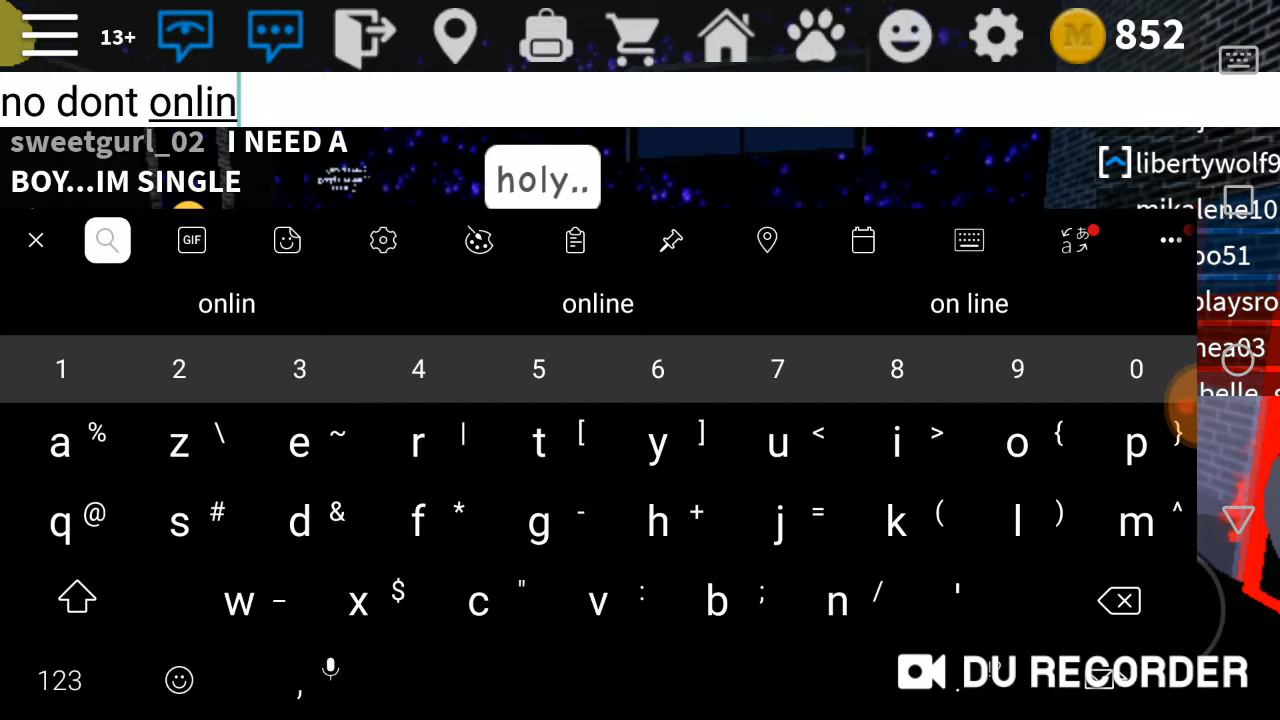 13+
852
no dont onlin
sweetgurl_02 I NEED A
BOY...IM SINGLE
holy..
libertywolf9
mikalene10
oo51
playsro
nea03
belle_s
GIF
onlin online on line
1 2 3 4 5 6 7 8 9 0
a % z \ e ~ r | t [ y ] u < i > o { p }
q @ s # d & f * g - h + j = k ( l ) m ^
w – x $ c " v : b ; n / '
123 , .
DU RECORDER